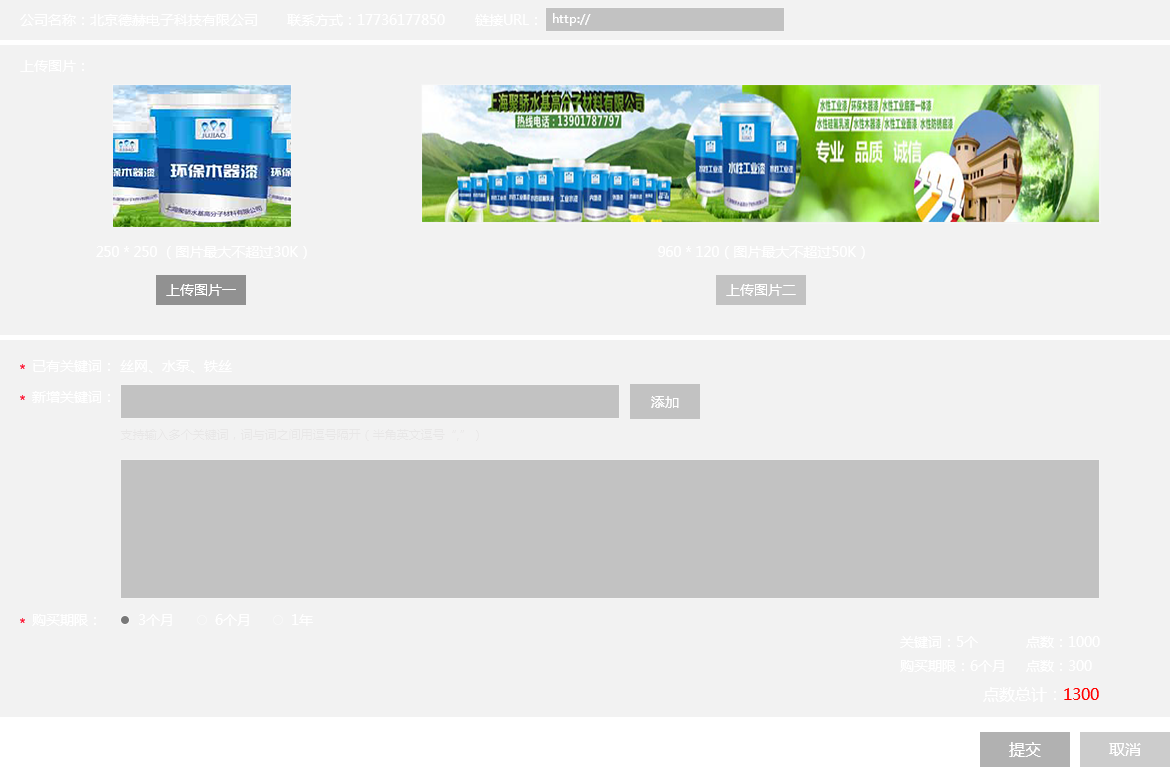 公司名称：北京德赫电子科技有限公司 联系方式：17736177850 链接URL： http://
上传图片：
JUJIAO
环保木器漆
上海聚骄水基高分子材料有限公司
上海聚骄水基高分子材料有限公司
热线电话：13901787797
水性工业漆/环保木器漆/水性工业底面一体漆
水性硅氟乳液/水性木器漆/水性工业面漆 水性防锈底漆
专业 品质 诚信
水性工业漆 水性工业漆 水性工业漆
250 * 250 （ 图片最大不超过30K ）
960 * 120（ 图片最大不超过50K ）
上传图片一
上传图片二
* 已有关键词： 丝网、水泵、铁丝
* 新增关键词：
添加
支持输入多个关键词，词与词之间用逗号隔开（ 半角英文逗号 “,” ）
* 购买期限： 3个月 6个月 1年
关键词：5个 点数：1000
购买期限：6个月 点数：300
点数总计：1300
提交 取消